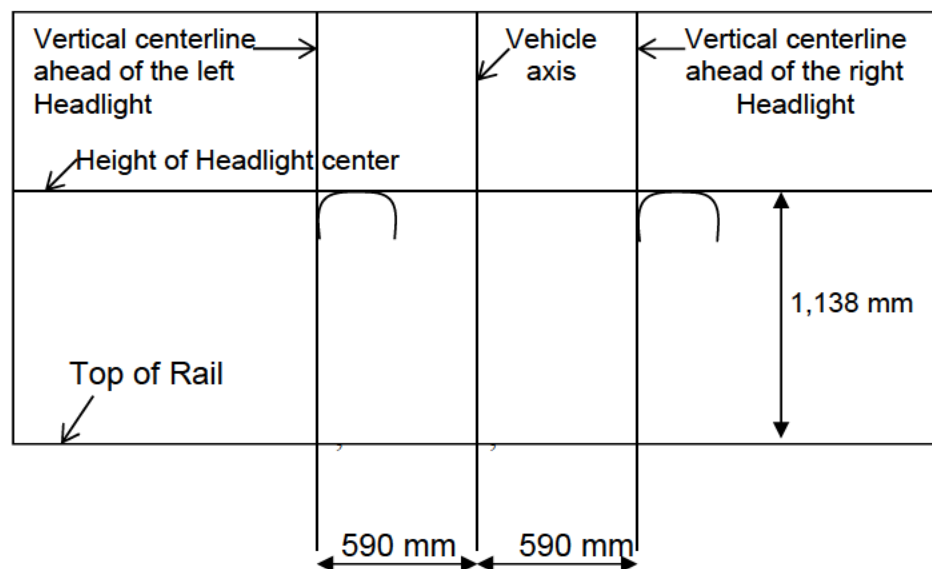 Vertical centerline
ahead of the left
Headlight
Vehicle
axis
Vertical centerline
ahead of the right
Headlight
Height of Headlight center
1,138 mm
Top of Rail
,
,
590 mm
590 mm